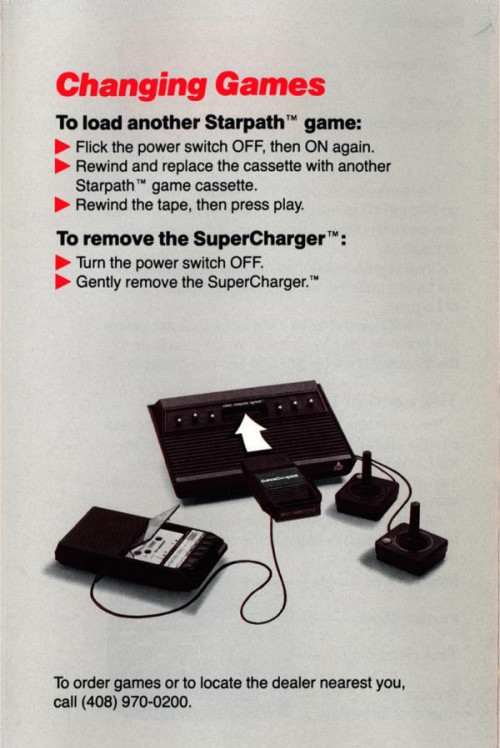 Changing Games
To load another Starpath™ game:
Flick the power switch OFF, then ON again.
Rewind and replace the cassette with another
Starpath™ game cassette.
Rewind the tape, then press play.
To remove the SuperCharger™:
Turn the power switch OFF.
Gently remove the SuperCharger.™
SuperCharger
To order games or to locate the dealer nearest you,
call (408) 970-0200.